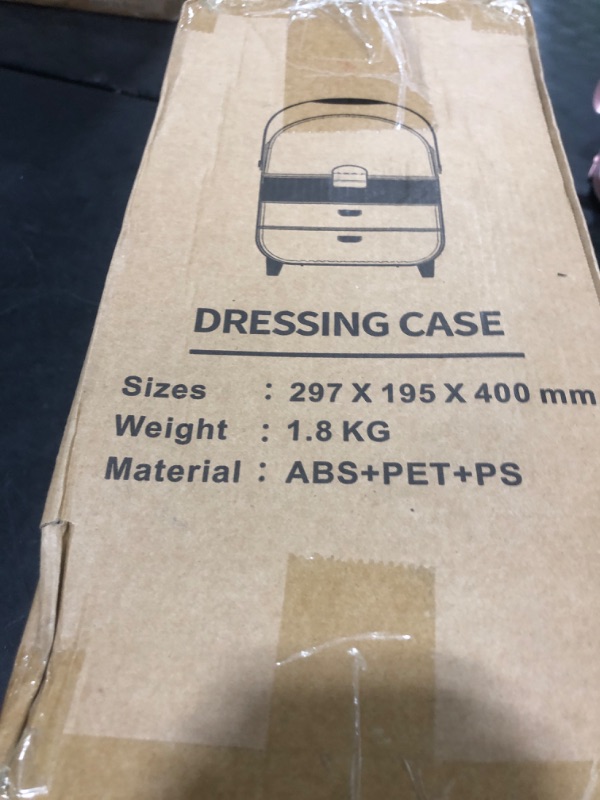 DRESSING CASE
Sizes : 297 X 195 X 400 mm
Weight : 1.8 KG
Material : ABS+PET+PS